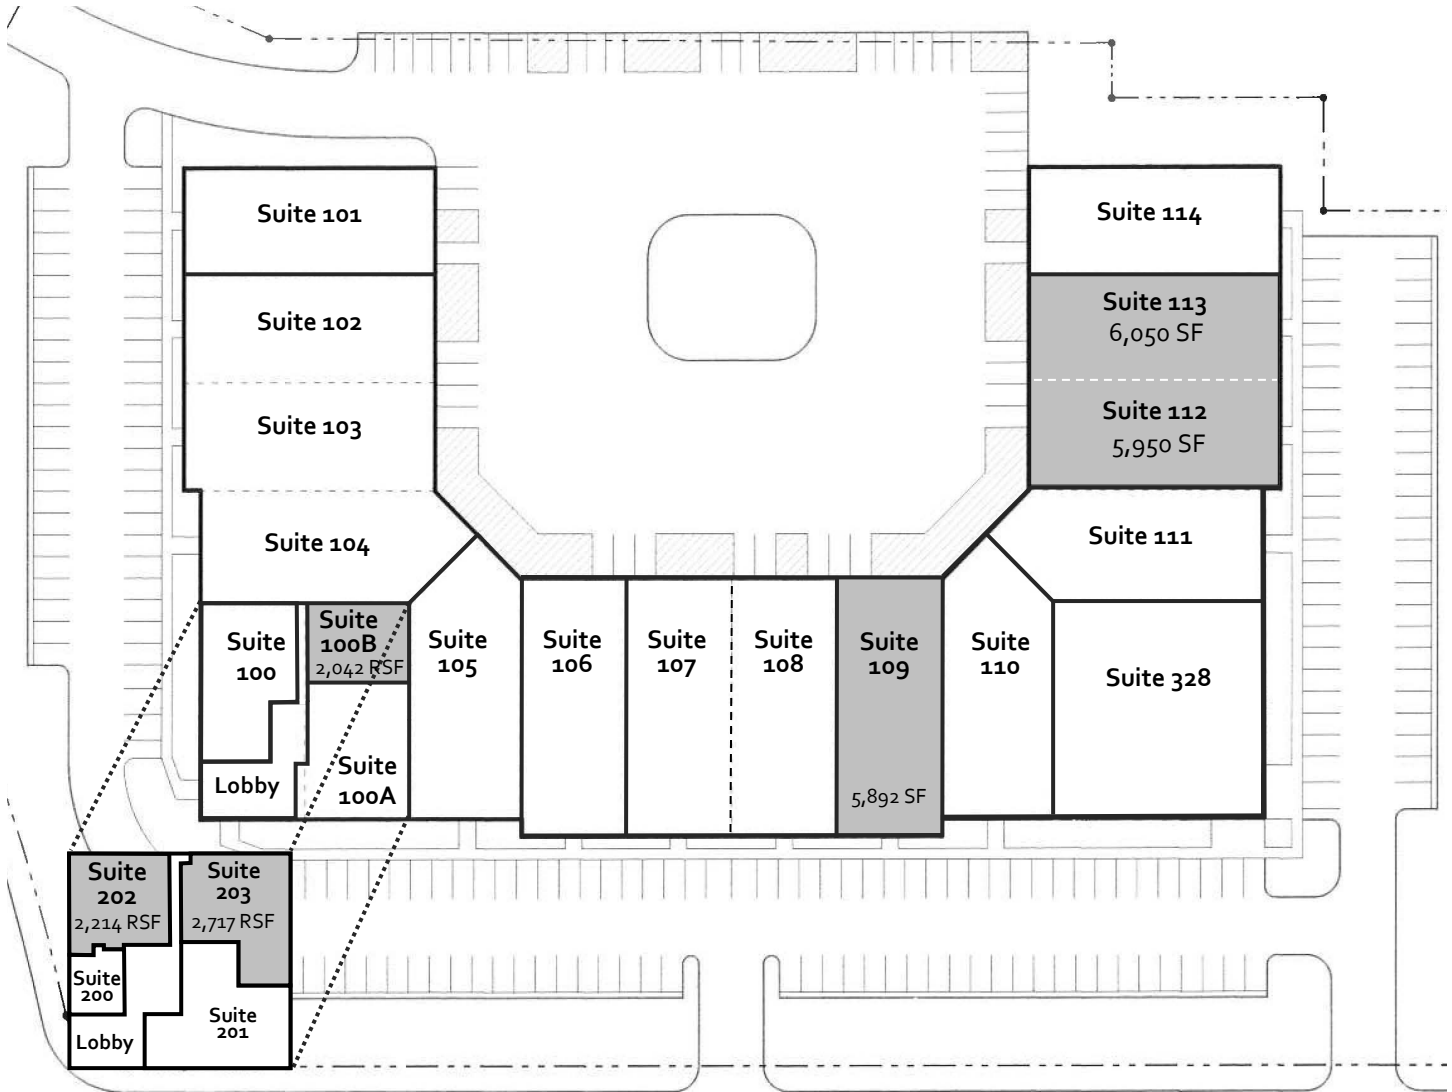 Suite 101
Suite 114
Suite 102
Suite 113
6,050 SF
Suite 103
Suite 112
5,950 SF
Suite 104
Suite 111
Suite
100
Suite
100B
2,042 RSF
Suite
105
Suite
106
Suite
107
Suite
108
Suite
109
5,892 SF
Suite
110
Suite 328
Lobby
Suite
100A
Suite
202
2,214 RSF
Suite
203
2,717 RSF
Suite
200
Suite
201
Lobby